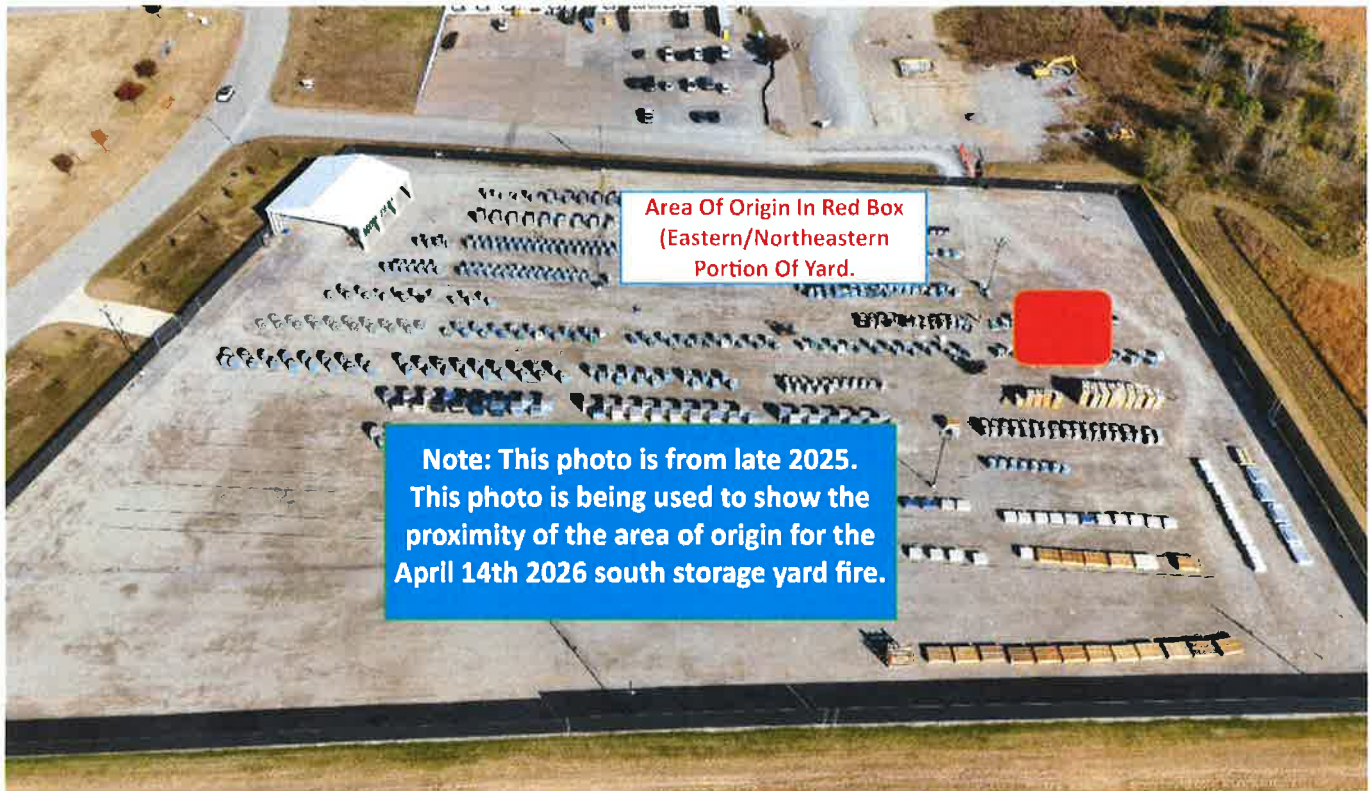 Area Of Origin In Red Box
(Eastern/Northeastern
Portion Of Yard.
Note: This photo is from late 2025.
This photo is being used to show the
proximity of the area of origin for the
April 14th 2026 south storage yard fire.